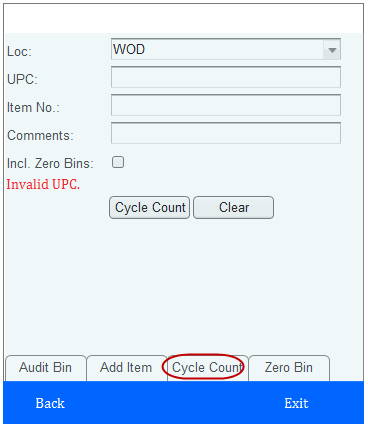 Loc: WOD
UPC:
Item No.:
Comments:
Incl. Zero Bins:
Invalid UPC.
Cycle Count Clear
Audit Bin Add Item Cycle Count Zero Bin
Back Exit